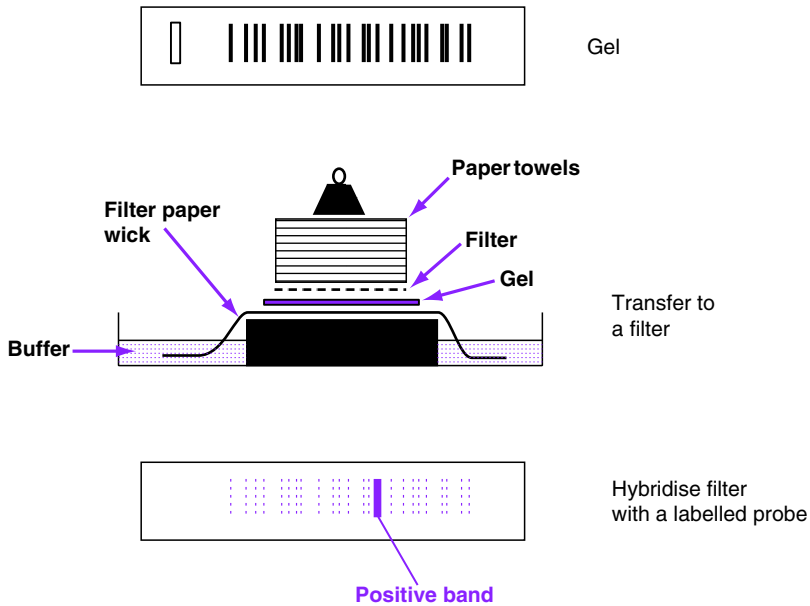 Gel
Paper towels
Filter paper
wick
Filter
Gel
Transfer to
a filter
Buffer
Hybridise filter
with a labelled probe
Positive band